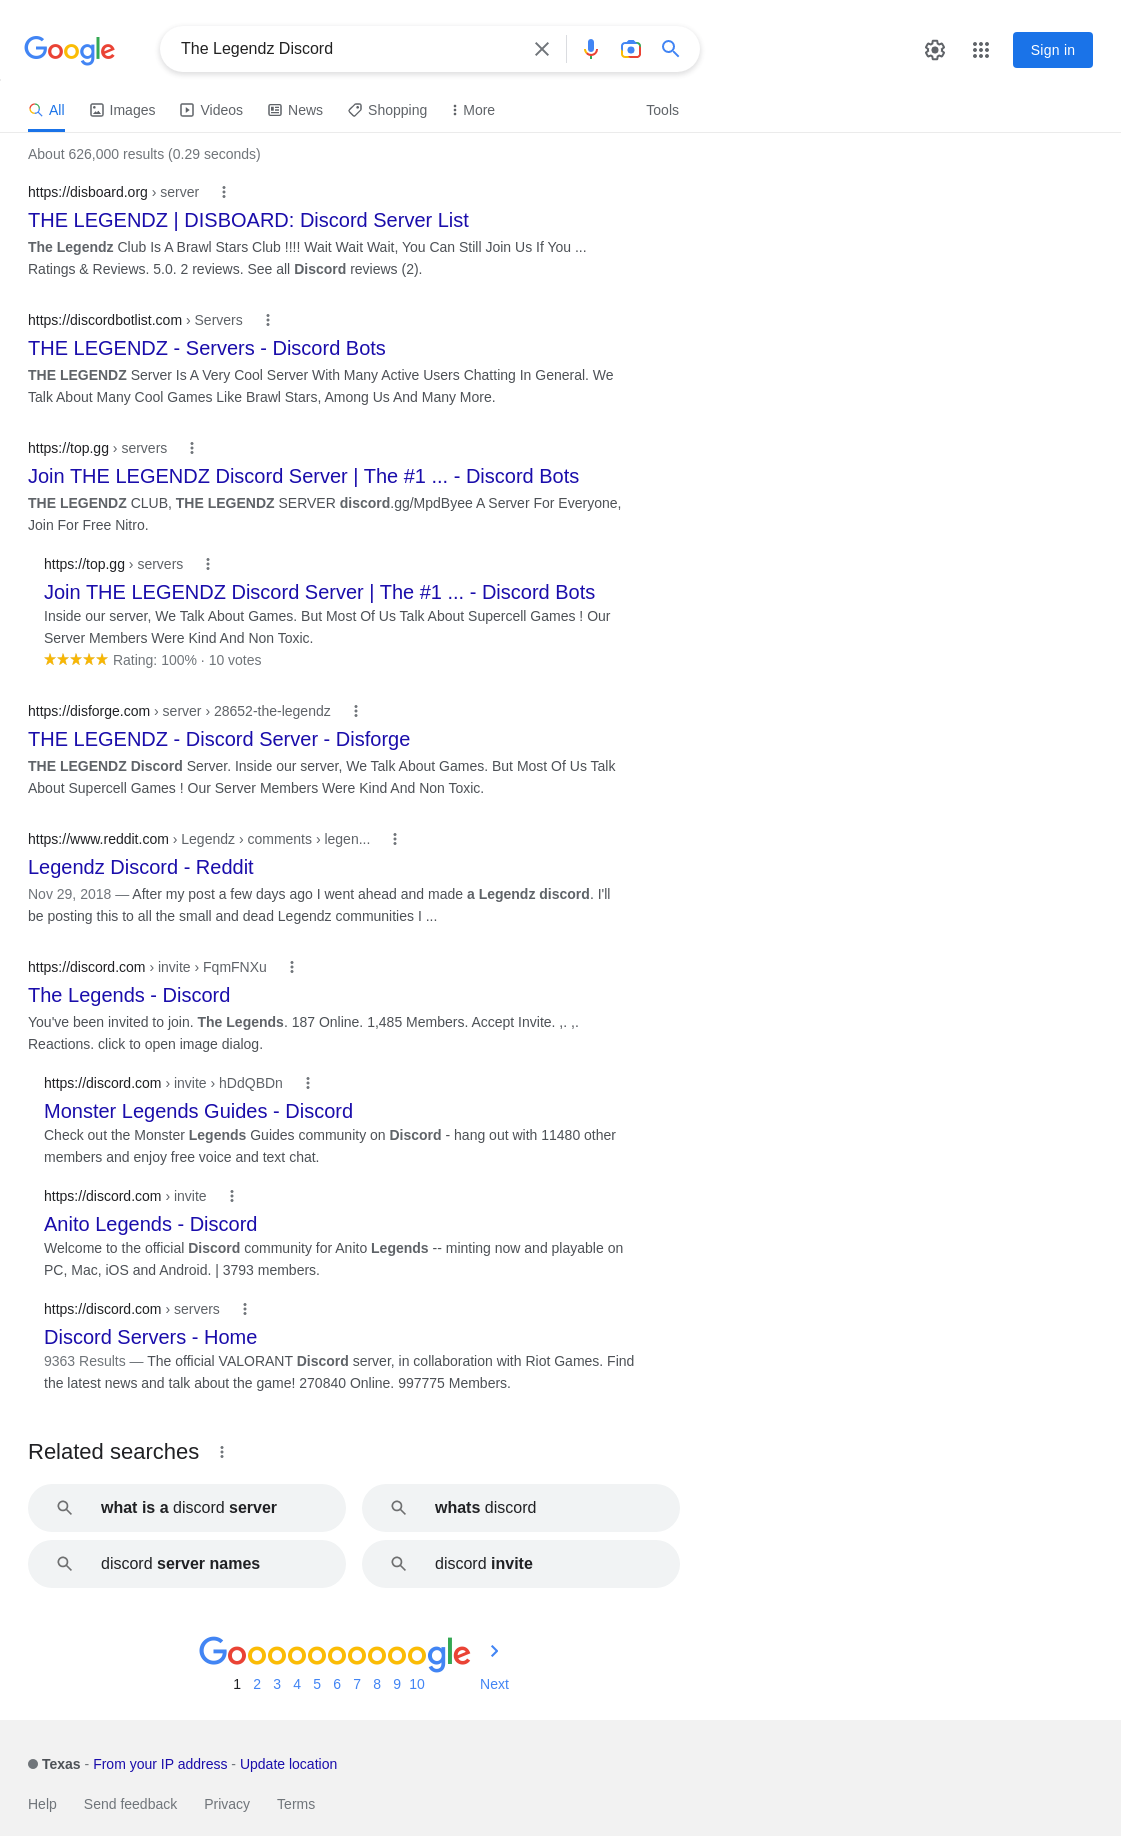 Google
The Legendz Discord
Sign in
All Images Videos News Shopping More Tools
About 626,000 results (0.29 seconds)
https://disboard.org › server
THE LEGENDZ | DISBOARD: Discord Server List
The Legendz Club Is A Brawl Stars Club !!!! Wait Wait Wait, You Can Still Join Us If You ...
Ratings & Reviews. 5.0. 2 reviews. See all Discord reviews (2).
https://discordbotlist.com › Servers
THE LEGENDZ - Servers - Discord Bots
THE LEGENDZ Server Is A Very Cool Server With Many Active Users Chatting In General. We
Talk About Many Cool Games Like Brawl Stars, Among Us And Many More.
https://top.gg › servers
Join THE LEGENDZ Discord Server | The #1 ... - Discord Bots
THE LEGENDZ CLUB, THE LEGENDZ SERVER discord.gg/MpdByee A Server For Everyone,
Join For Free Nitro.
https://top.gg › servers
Join THE LEGENDZ Discord Server | The #1 ... - Discord Bots
Inside our server, We Talk About Games. But Most Of Us Talk About Supercell Games ! Our
Server Members Were Kind And Non Toxic.
Rating: 100% · 10 votes
https://disforge.com › server › 28652-the-legendz
THE LEGENDZ - Discord Server - Disforge
THE LEGENDZ Discord Server. Inside our server, We Talk About Games. But Most Of Us Talk
About Supercell Games ! Our Server Members Were Kind And Non Toxic.
https://www.reddit.com › Legendz › comments › legen...
Legendz Discord - Reddit
Nov 29, 2018 — After my post a few days ago I went ahead and made a Legendz discord. I'll
be posting this to all the small and dead Legendz communities I ...
https://discord.com › invite › FqmFNXu
The Legends - Discord
You've been invited to join. The Legends. 187 Online. 1,485 Members. Accept Invite. ,. ,.
Reactions. click to open image dialog.
https://discord.com › invite › hDdQBDn
Monster Legends Guides - Discord
Check out the Monster Legends Guides community on Discord - hang out with 11480 other
members and enjoy free voice and text chat.
https://discord.com › invite
Anito Legends - Discord
Welcome to the official Discord community for Anito Legends -- minting now and playable on
PC, Mac, iOS and Android. | 3793 members.
https://discord.com › servers
Discord Servers - Home
9363 Results — The official VALORANT Discord server, in collaboration with Riot Games. Find
the latest news and talk about the game! 270840 Online. 997775 Members.
Related searches
what is a discord server
whats discord
discord server names
discord invite
Goooooooooogle
1 2 3 4 5 6 7 8 9 10 Next
Texas - From your IP address - Update location
Help Send feedback Privacy Terms